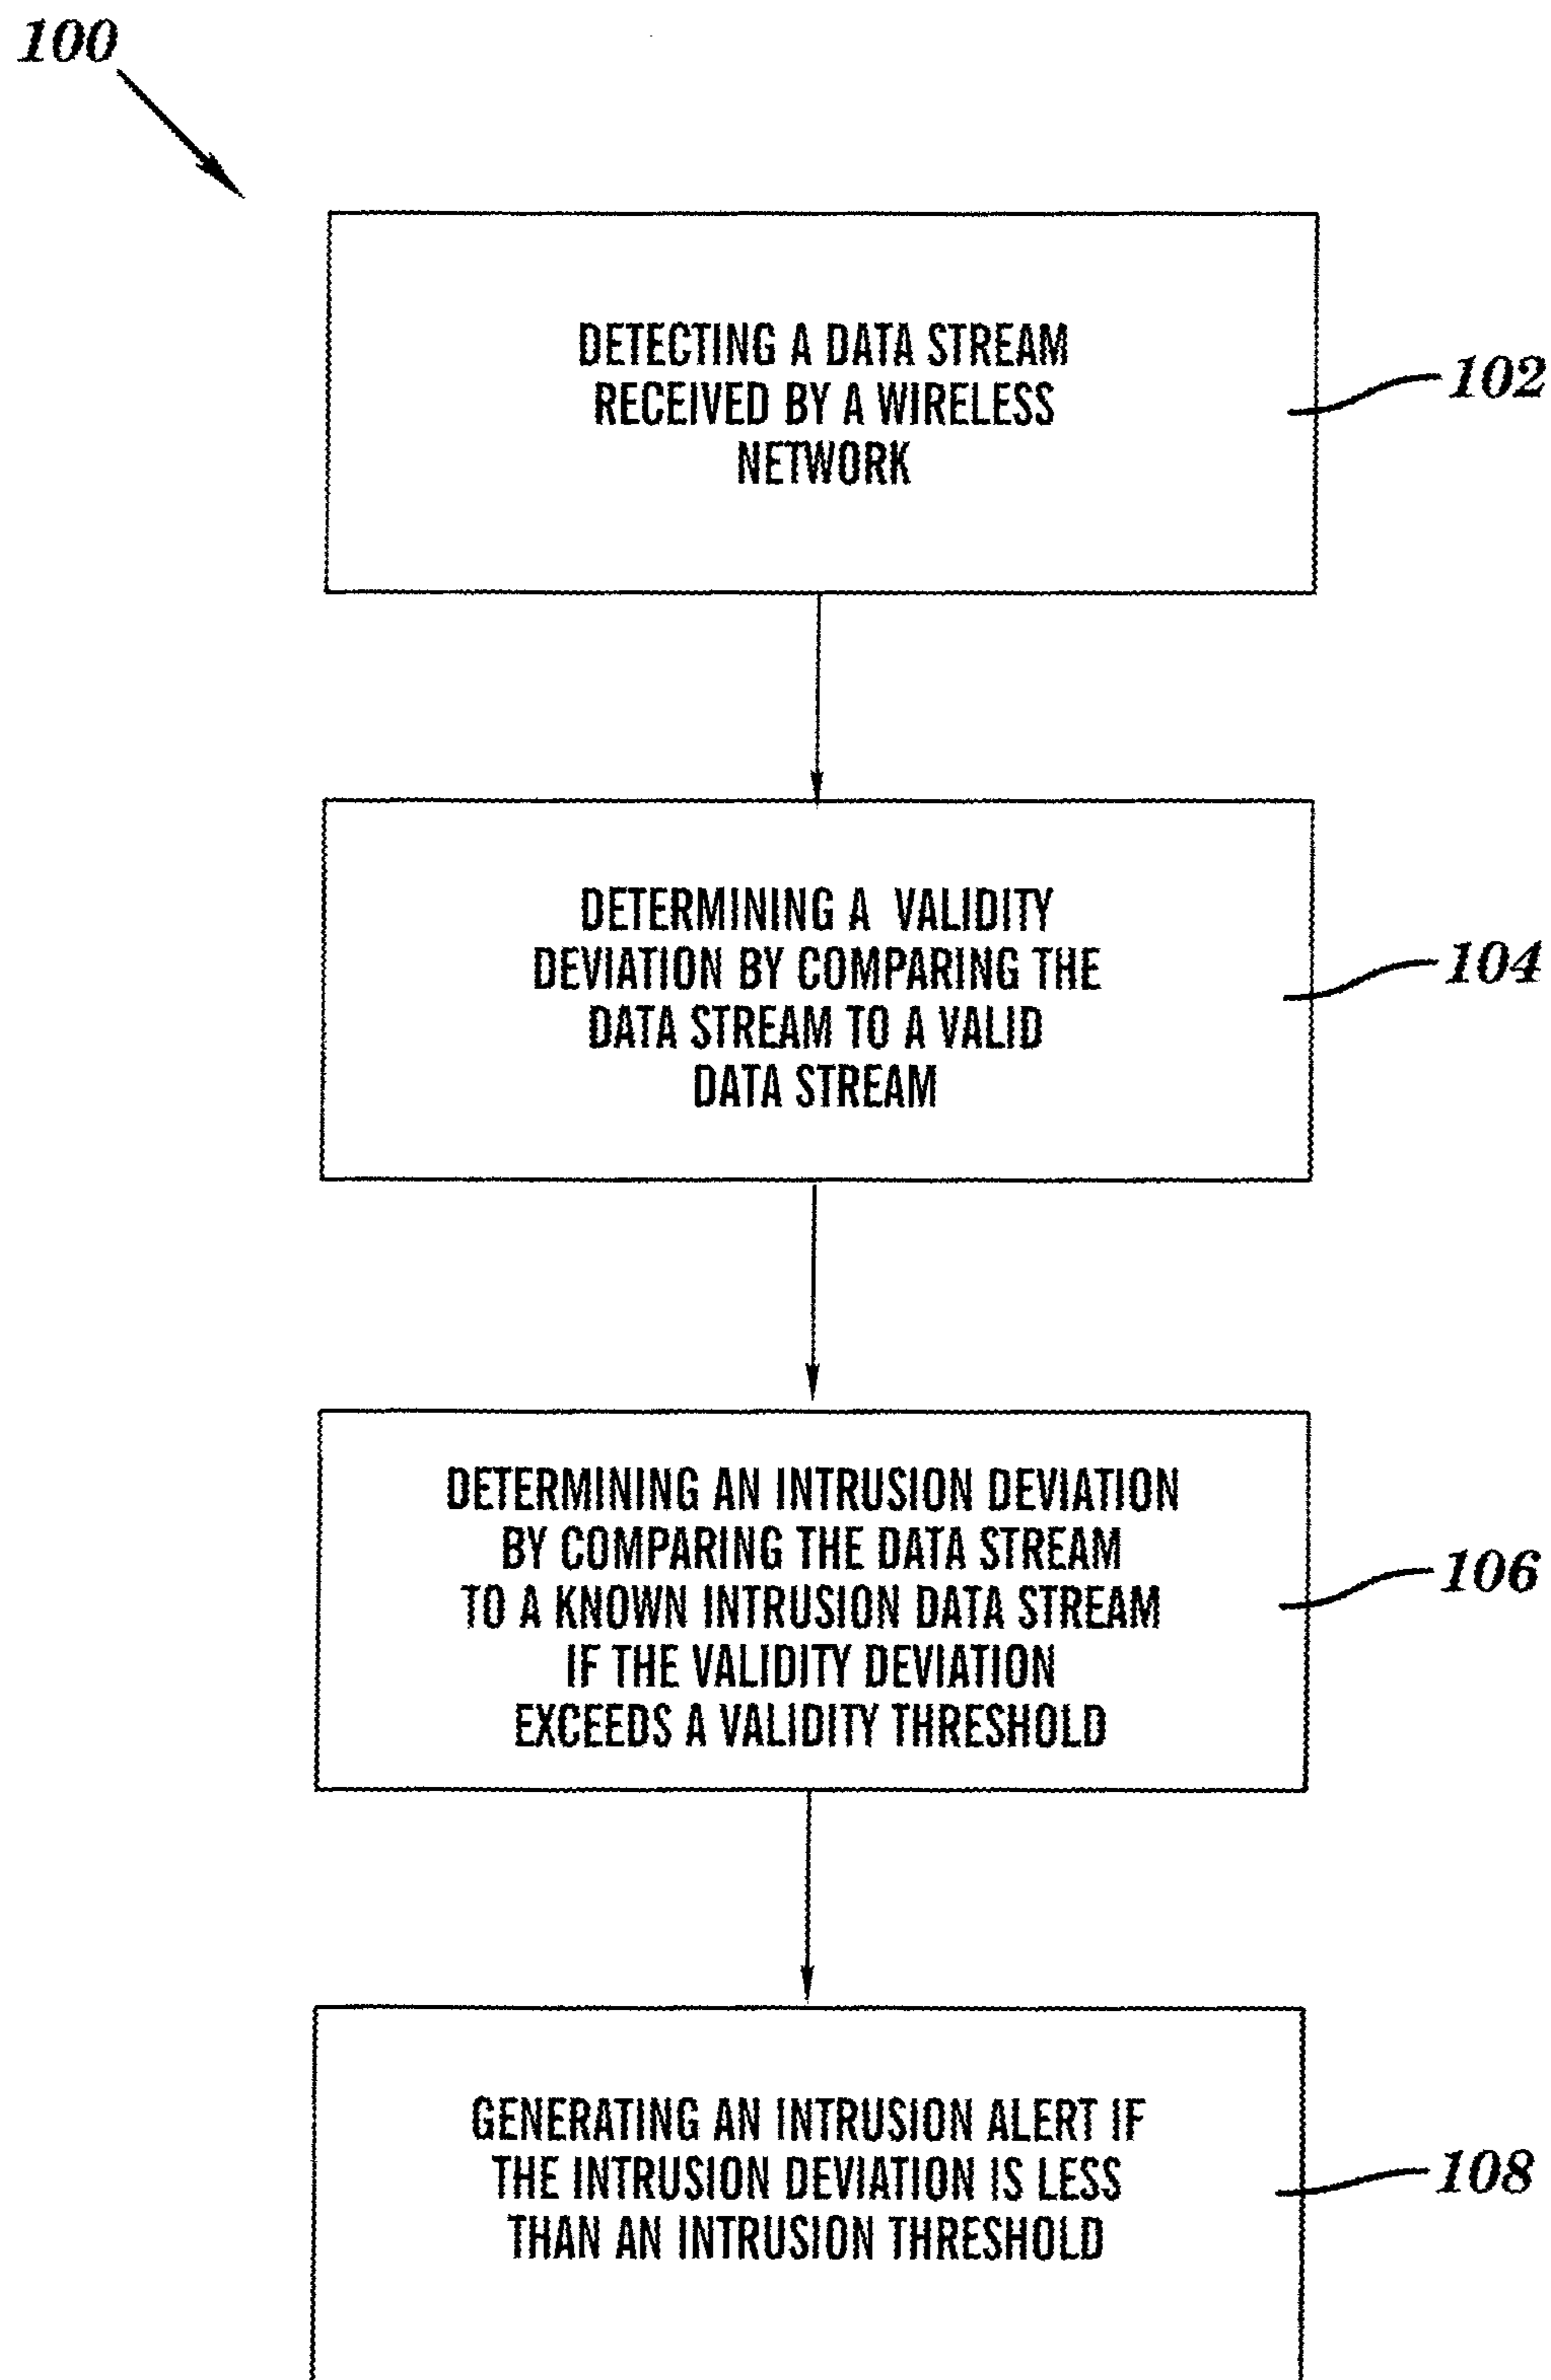 100
DETECTING A DATA STREAM
RECEIVED BY A WIRELESS
NETWORK
102
DETERMINING A VALIDITY
DEVIATION BY COMPARING THE
DATA STREAM TO A VALID
DATA STREAM
104
DETERMINING AN INTRUSION DEVIATION
BY COMPARING THE DATA STREAM
TO A KNOWN INTRUSION DATA STREAM
IF THE VALIDITY DEVIATION
EXCEEDS A VALIDITY THRESHOLD
106
GENERATING AN INTRUSION ALERT IF
THE INTRUSION DEVIATION IS LESS
THAN AN INTRUSION THRESHOLD
108